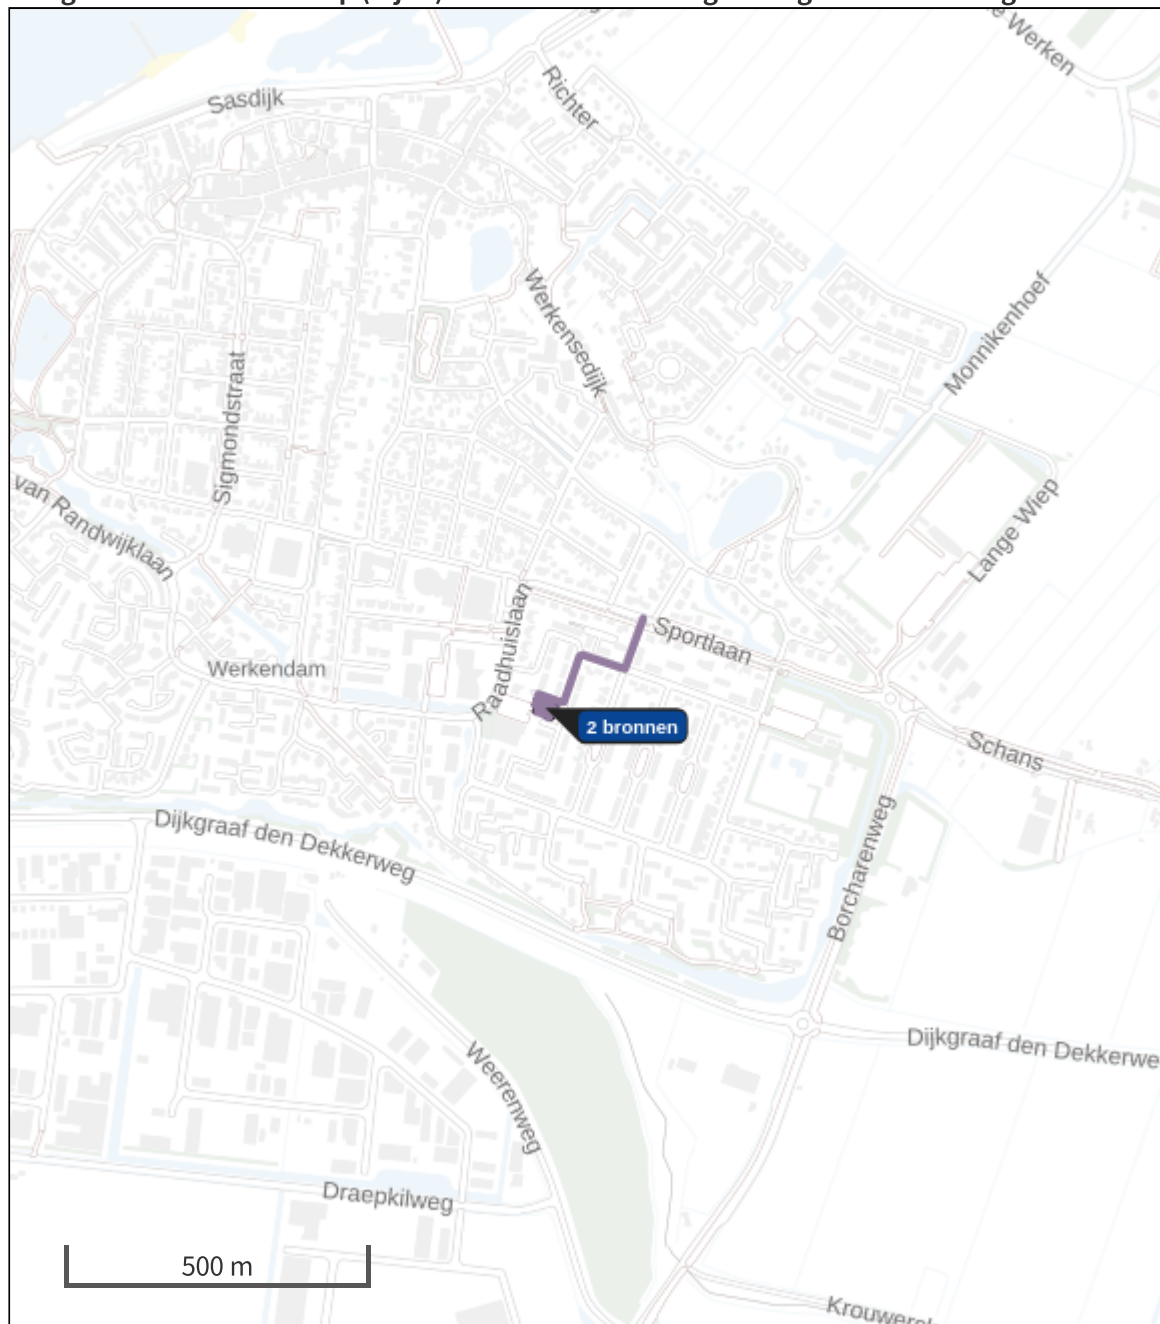 Werken
Richter
Sasdijk
Werkensedijk
Monnikenhoef
Sigmondstraat
Lange Wiep
van Randwijklaan
Raadhuislaan
Sportlaan
Werkendam
2 bronnen
Schans
Dijkgraaf den Dekkerweg
Borcharenweg
Dijkgraaf den Dekkerwe
Weerenweg
Draepkilweg
500 m